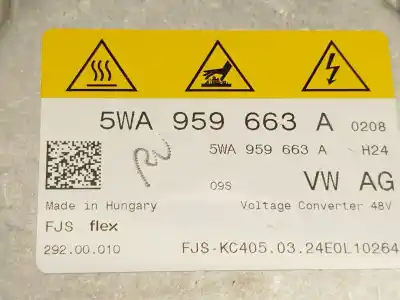 5WA 959 663 A 0208
5WA 959 663 A H24
09S VW AG
Made in Hungary Voltage Converter 48V
FJS flex
292.00.010 FJS-KC405.03.24E0L10264